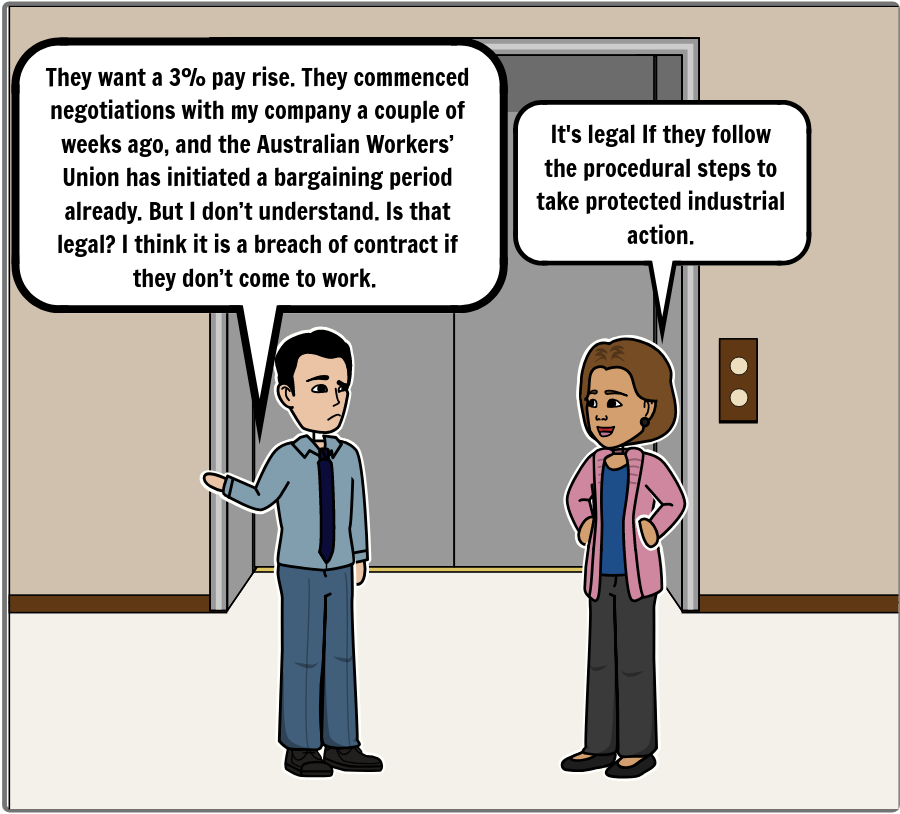 They want a 3% pay rise. They commenced
negotiations with my company a couple of
weeks ago, and the Australian Workers’
Union has initiated a bargaining period
already. But I don’t understand. Is that
legal? I think it is a breach of contract if
they don’t come to work.
It's legal If they follow
the procedural steps to
take protected industrial
action.